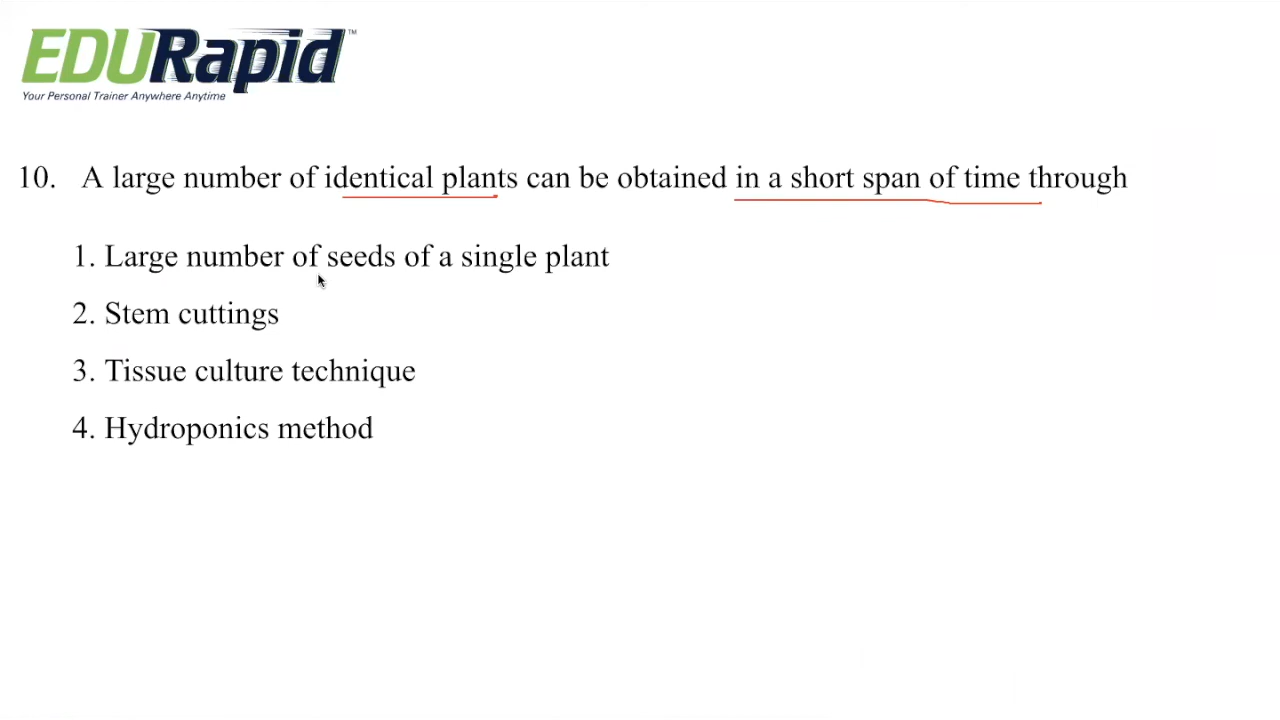 EDURapid™
Your Personal Trainer Anywhere Anytime
10. A large number of identical plants can be obtained in a short span of time through
1. Large number of seeds of a single plant
2. Stem cuttings
3. Tissue culture technique
4. Hydroponics method